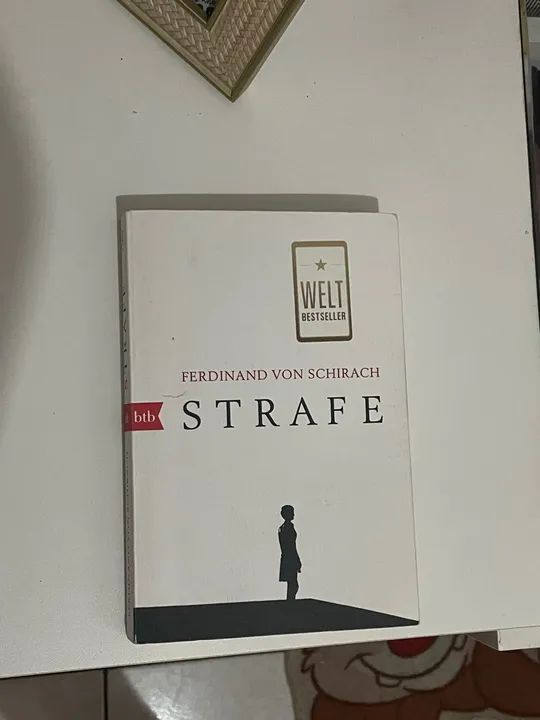 WELT
BESTSELLER
FERDINAND VON SCHIRACH
btb
STRAFE